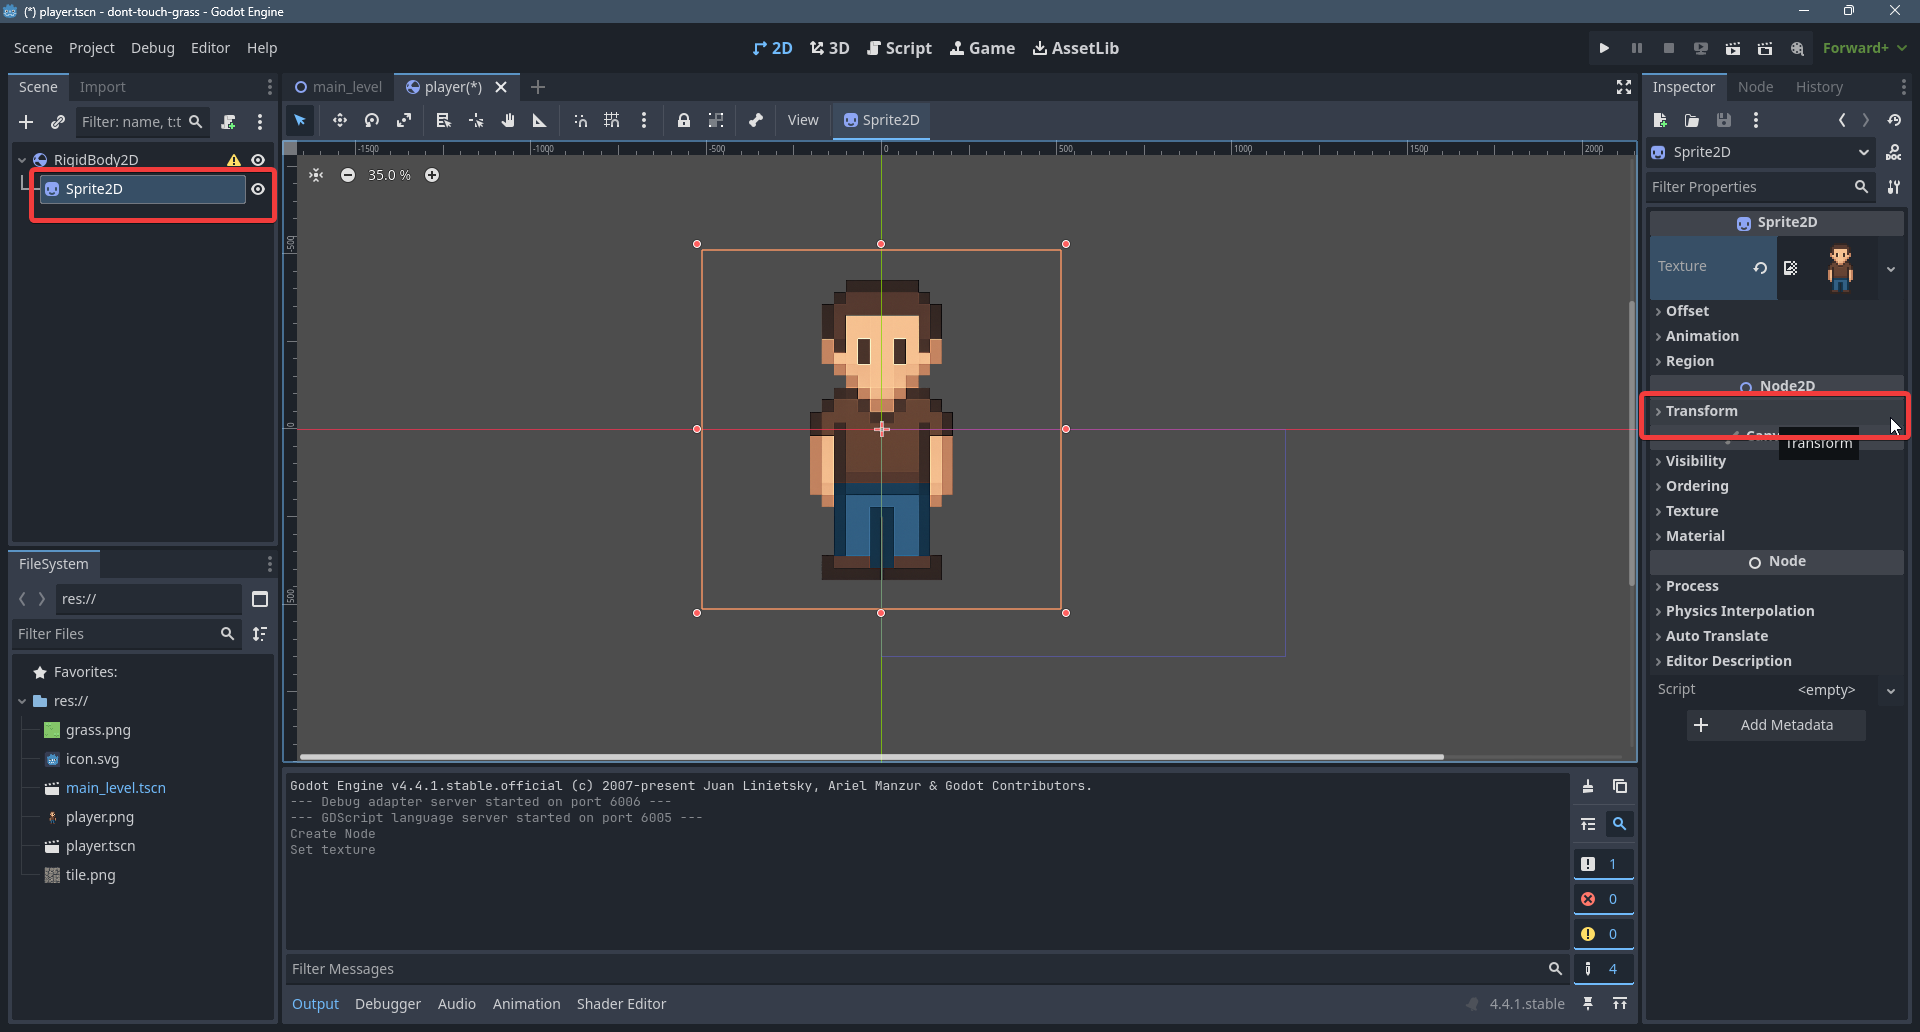 (*) player.tscn - dont-touch-grass - Godot Engine
Scene Project Debug Editor Help
2D 3D Script Game AssetLib
Forward+
Scene Import
main_level player(*)
Inspector Node History
Filter: name, t:t
View Sprite2D
RigidBody2D
Sprite2D
-1500 -1000 -500 0 500 1000 1500 2000
35.0 %
-500
0
500
Sprite2D
Filter Properties
Sprite2D
Texture
Offset
Animation
Region
Node2D
Transform
Transform
Visibility
Ordering
Texture
Material
Node
Process
Physics Interpolation
Auto Translate
Editor Description
Script <empty>
Add Metadata
FileSystem
res://
Filter Files
Favorites:
res://
grass.png
icon.svg
main_level.tscn
player.png
player.tscn
tile.png
Godot Engine v4.4.1.stable.official (c) 2007-present Juan Linietsky, Ariel Manzur & Godot Contributors.
--- Debug adapter server started on port 6006 ---
--- GDScript language server started on port 6005 ---
Create Node
Set texture
1
0
0
4
Filter Messages
Output Debugger Audio Animation Shader Editor
4.4.1.stable
DOC